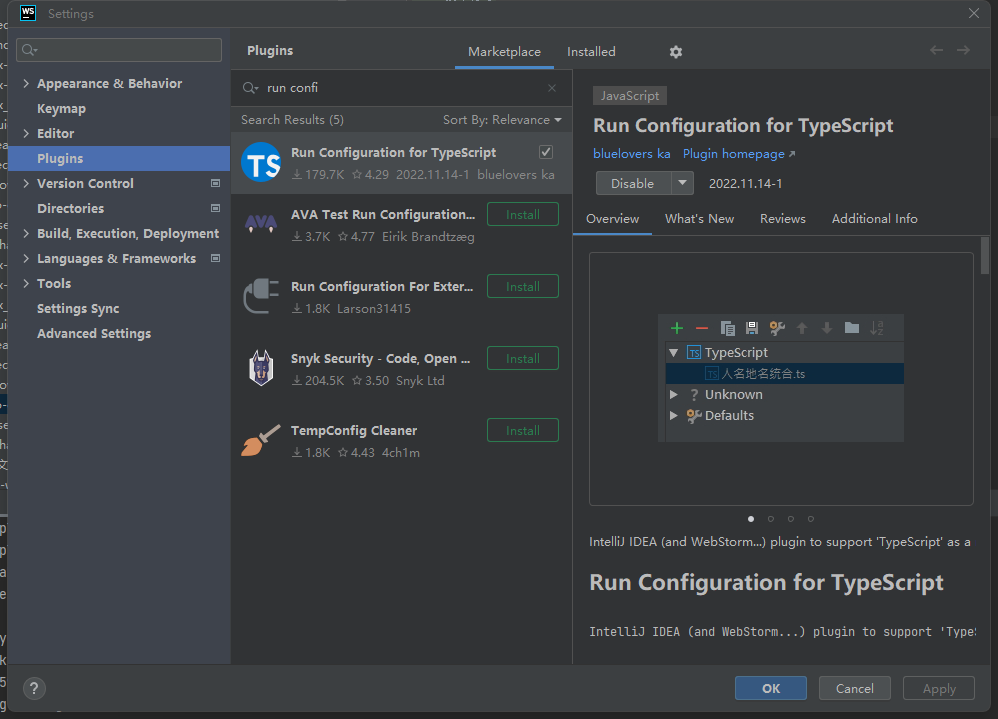 WS Settings
Appearance & Behavior
Keymap
Editor
Plugins
Version Control
Directories
Build, Execution, Deployment
Languages & Frameworks
Tools
Settings Sync
Advanced Settings
?
Plugins
Marketplace
Installed
run confi
Search Results (5)
Sort By: Relevance
TS
Run Configuration for TypeScript
179.7K 4.29 2022.11.14-1 bluelovers ka
AVA
AVA Test Run Configuration...
Install
3.7K 4.77 Eirik Brandtzæg
Run Configuration For Exter...
Install
1.8K Larson31415
Snyk Security - Code, Open ...
Install
204.5K 3.50 Snyk Ltd
TempConfig Cleaner
Install
1.8K 4.43 4ch1m
JavaScript
Run Configuration for TypeScript
bluelovers ka Plugin homepage
Disable
2022.11.14-1
Overview
What's New
Reviews
Additional Info
TS TypeScript
TS 人名地名統合.ts
? Unknown
Defaults
IntelliJ IDEA (and WebStorm...) plugin to support 'TypeScript' as a
Run Configuration for TypeScript
IntelliJ IDEA (and WebStorm...) plugin to support 'TypeS
OK
Cancel
Apply